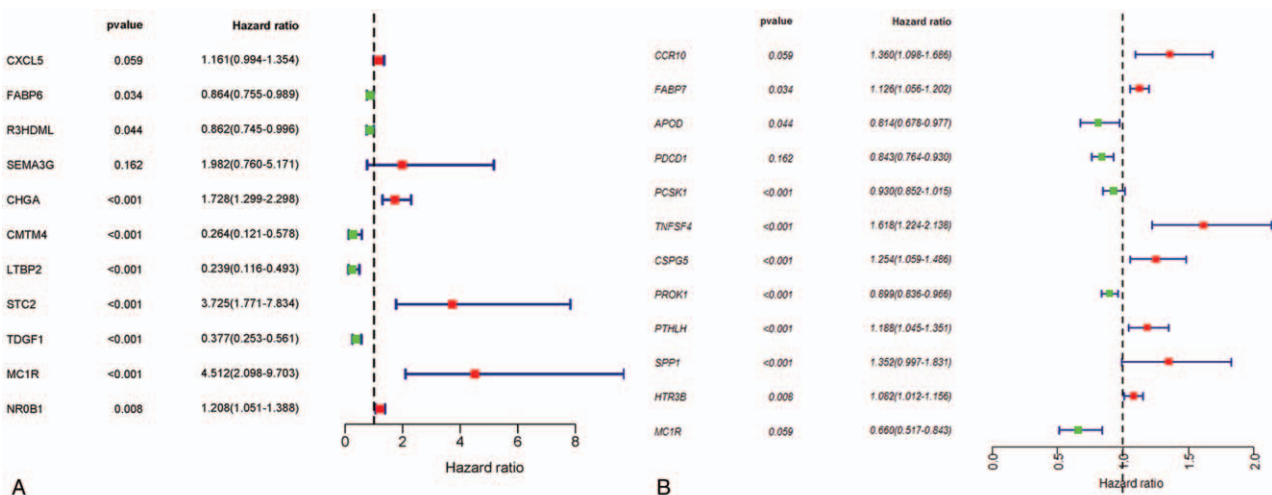 pvalue Hazard ratio
CXCL5 0.059 1.161(0.994-1.354)
FABP6 0.034 0.864(0.755-0.989)
R3HDML 0.044 0.862(0.745-0.996)
SEMA3G 0.162 1.982(0.760-5.171)
CHGA <0.001 1.728(1.299-2.298)
CMTM4 <0.001 0.264(0.121-0.578)
LTBP2 <0.001 0.239(0.116-0.493)
STC2 <0.001 3.725(1.771-7.834)
TDGF1 <0.001 0.377(0.253-0.561)
MC1R <0.001 4.512(2.098-9.703)
NR0B1 0.008 1.208(1.051-1.388)
0 2 4 6 8
Hazard ratio
A
pvalue Hazard ratio
CCR10 0.059 1.360(1.098-1.686)
FABP7 0.034 1.126(1.056-1.202)
APOD 0.044 0.814(0.678-0.977)
PDCD1 0.162 0.843(0.764-0.930)
PCSK1 <0.001 0.930(0.852-1.015)
TNFSF4 <0.001 1.618(1.224-2.138)
CSPG5 <0.001 1.254(1.059-1.486)
PROK1 <0.001 0.899(0.836-0.966)
PTHLH <0.001 1.188(1.045-1.351)
SPP1 <0.001 1.352(0.997-1.831)
HTR3B 0.008 1.082(1.012-1.156)
MC1R 0.059 0.660(0.517-0.843)
0.0 0.5 1.0 1.5 2.0
Hazard ratio
B